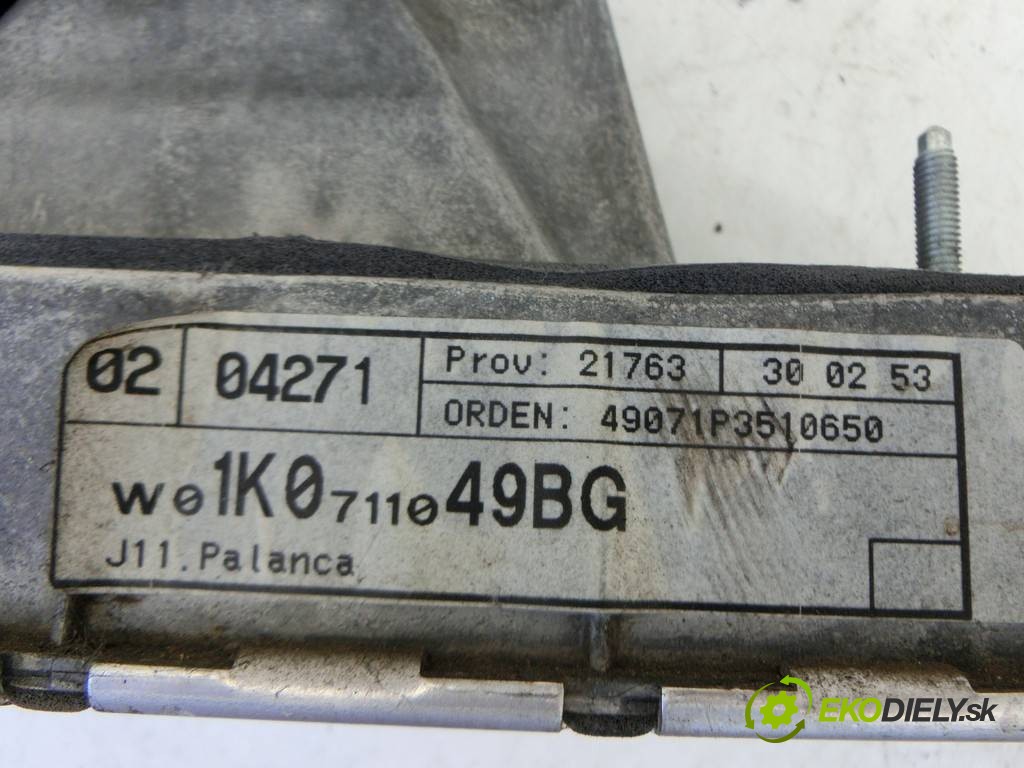 02 04271 Prov: 21763 30 02 53
ORDEN: 49071P3510650
W01K0711049BG
J11.Palanca
EKODIELY.sk